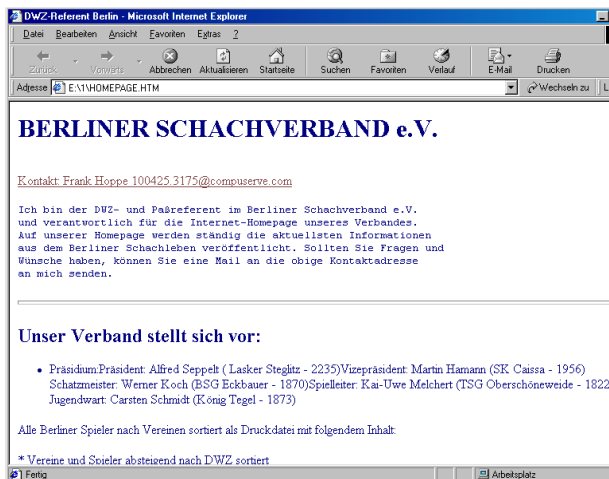 DWZ-Referent Berlin - Microsoft Internet Explorer
Datei Bearbeiten Ansicht Favoriten Extras ?
Zurück Vorwärts Abbrechen Aktualisieren Startseite Suchen Favoriten Verlauf E-Mail Drucken
Adresse E:\1\HOMEPAGE.HTM Wechseln zu L
BERLINER SCHACHVERBAND e.V.
Kontakt: Frank Hoppe 100425.3175@compuserve.com
Ich bin der DWZ- und Paßreferent im Berliner Schachverband e.V.
und verantwortlich für die Internet-Homepage unseres Verbandes.
Auf unserer Homepage werden ständig die aktuellsten Informationen
aus dem Berliner Schachleben veröffentlicht. Sollten Sie Fragen und
Wünsche haben, können Sie eine Mail an die obige Kontaktadresse
an mich senden.
Unser Verband stellt sich vor:
• Präsidium:Präsident: Alfred Seppelt ( Lasker Steglitz - 2235)Vizepräsident: Martin Hamann (SK Caissa - 1956)
Schatzmeister: Werner Koch (BSG Eckbauer - 1870)Spielleiter: Kai-Uwe Melchert (TSG Oberschöneweide - 1822
Jugendwart: Carsten Schmidt (König Tegel - 1873)
Alle Berliner Spieler nach Vereinen sortiert als Druckdatei mit folgendem Inhalt:
* Vereine und Spieler absteigend nach DWZ sortiert
Fertig Arbeitsplatz